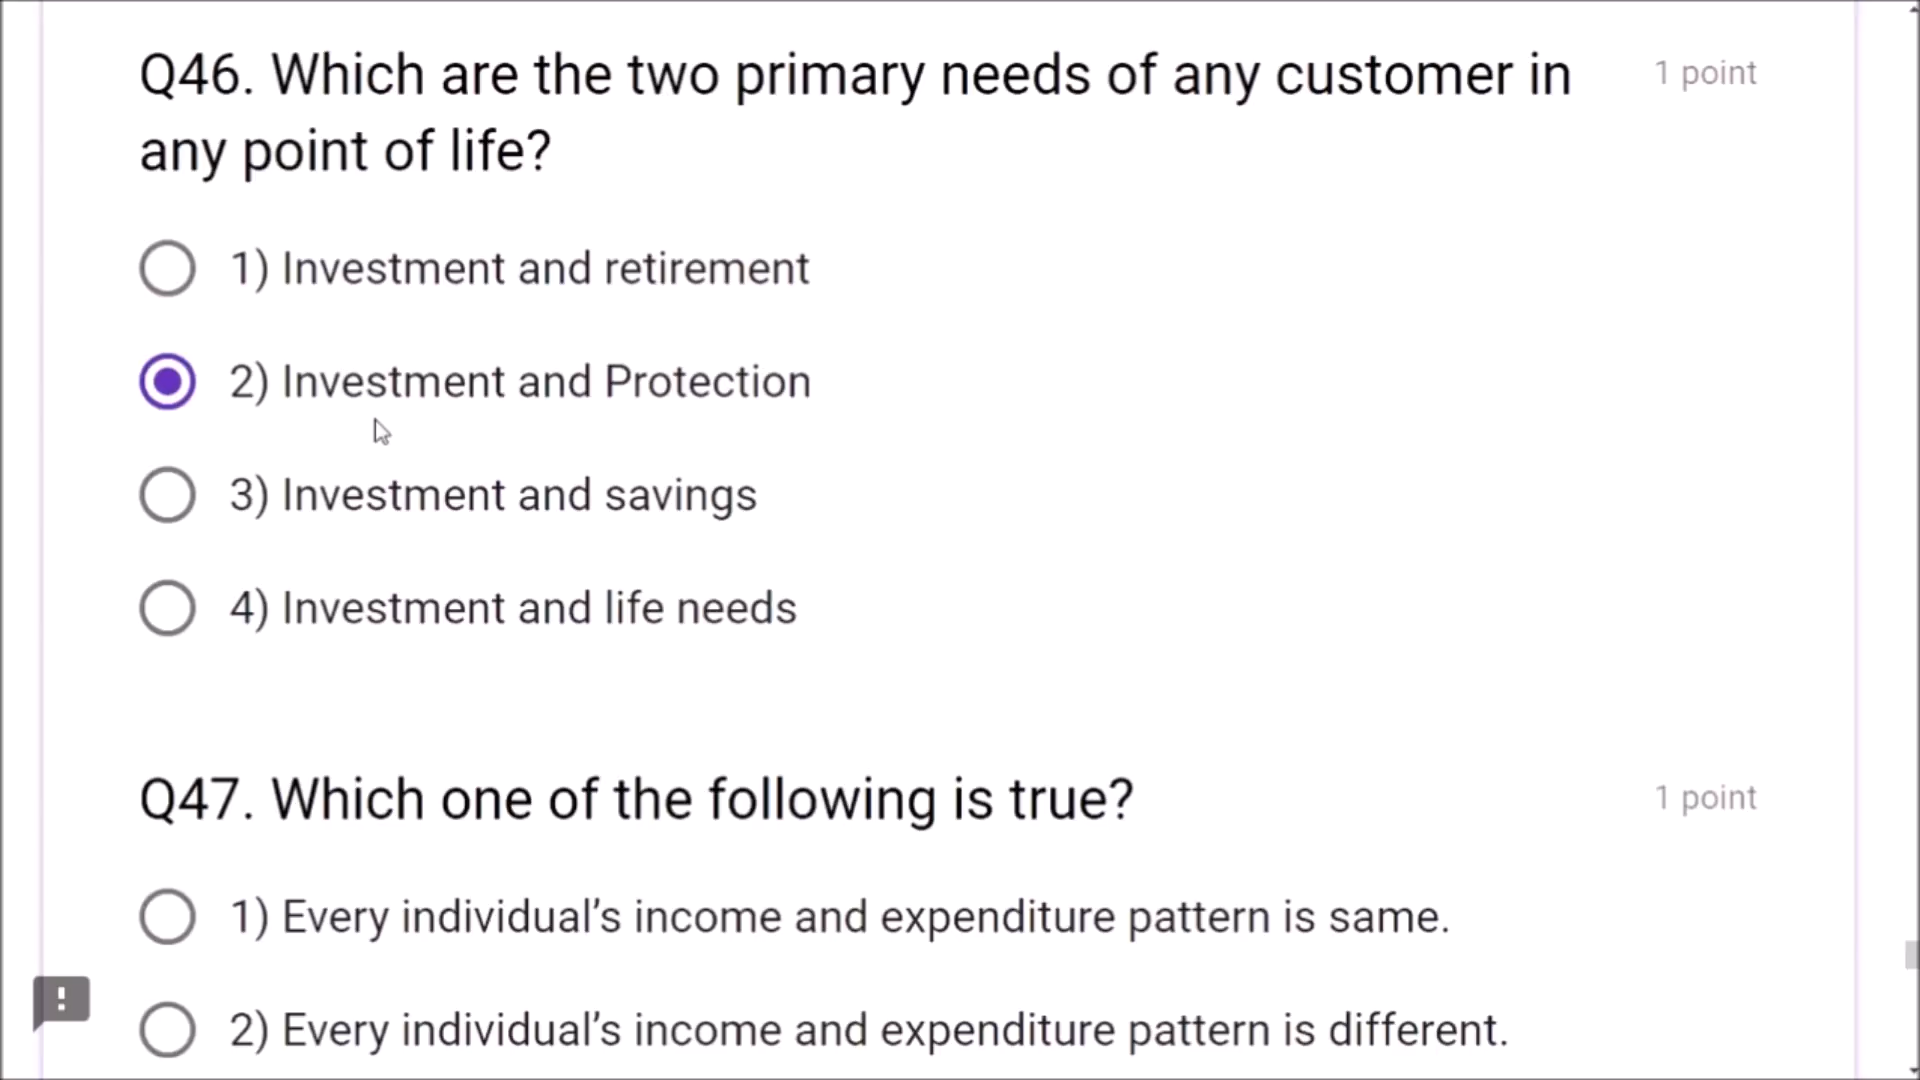 Q46. Which are the two primary needs of any customer in
1 point
any point of life?
1) Investment and retirement
2) Investment and Protection
3) Investment and savings
4) Investment and life needs
Q47. Which one of the following is true?
1 point
1) Every individual’s income and expenditure pattern is same.
2) Every individual’s income and expenditure pattern is different.